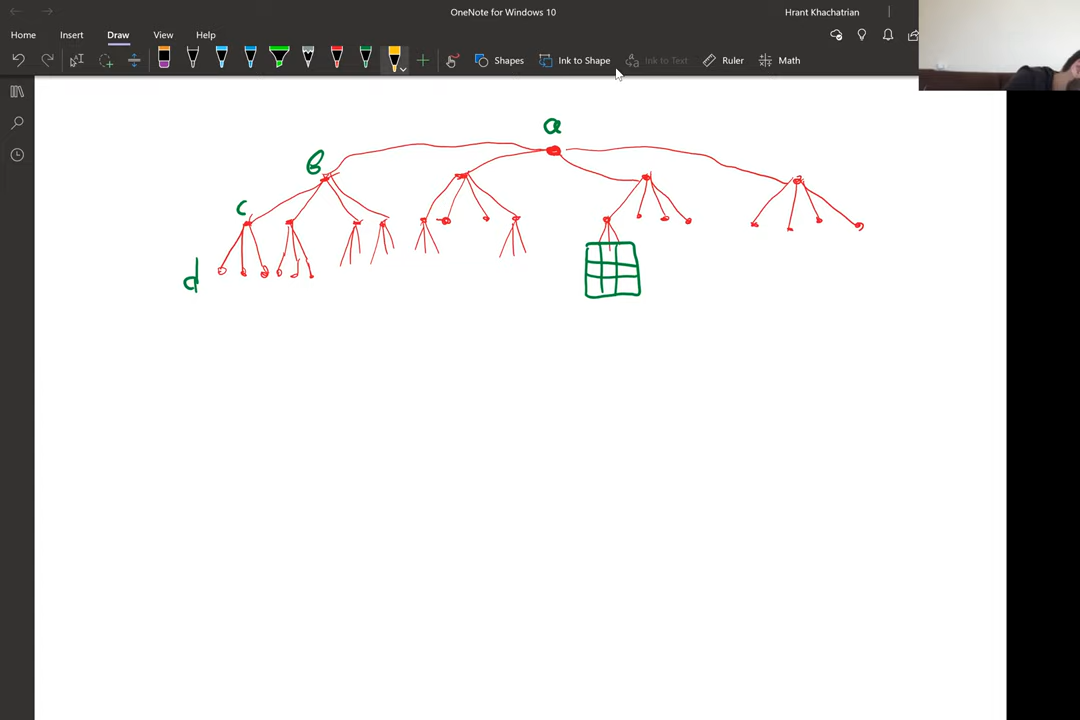 OneNote for Windows 10
Hrant Khachatrian
Home Insert Draw View Help
Shapes Ink to Shape Ink to Text Ruler Math
a
b
c
d